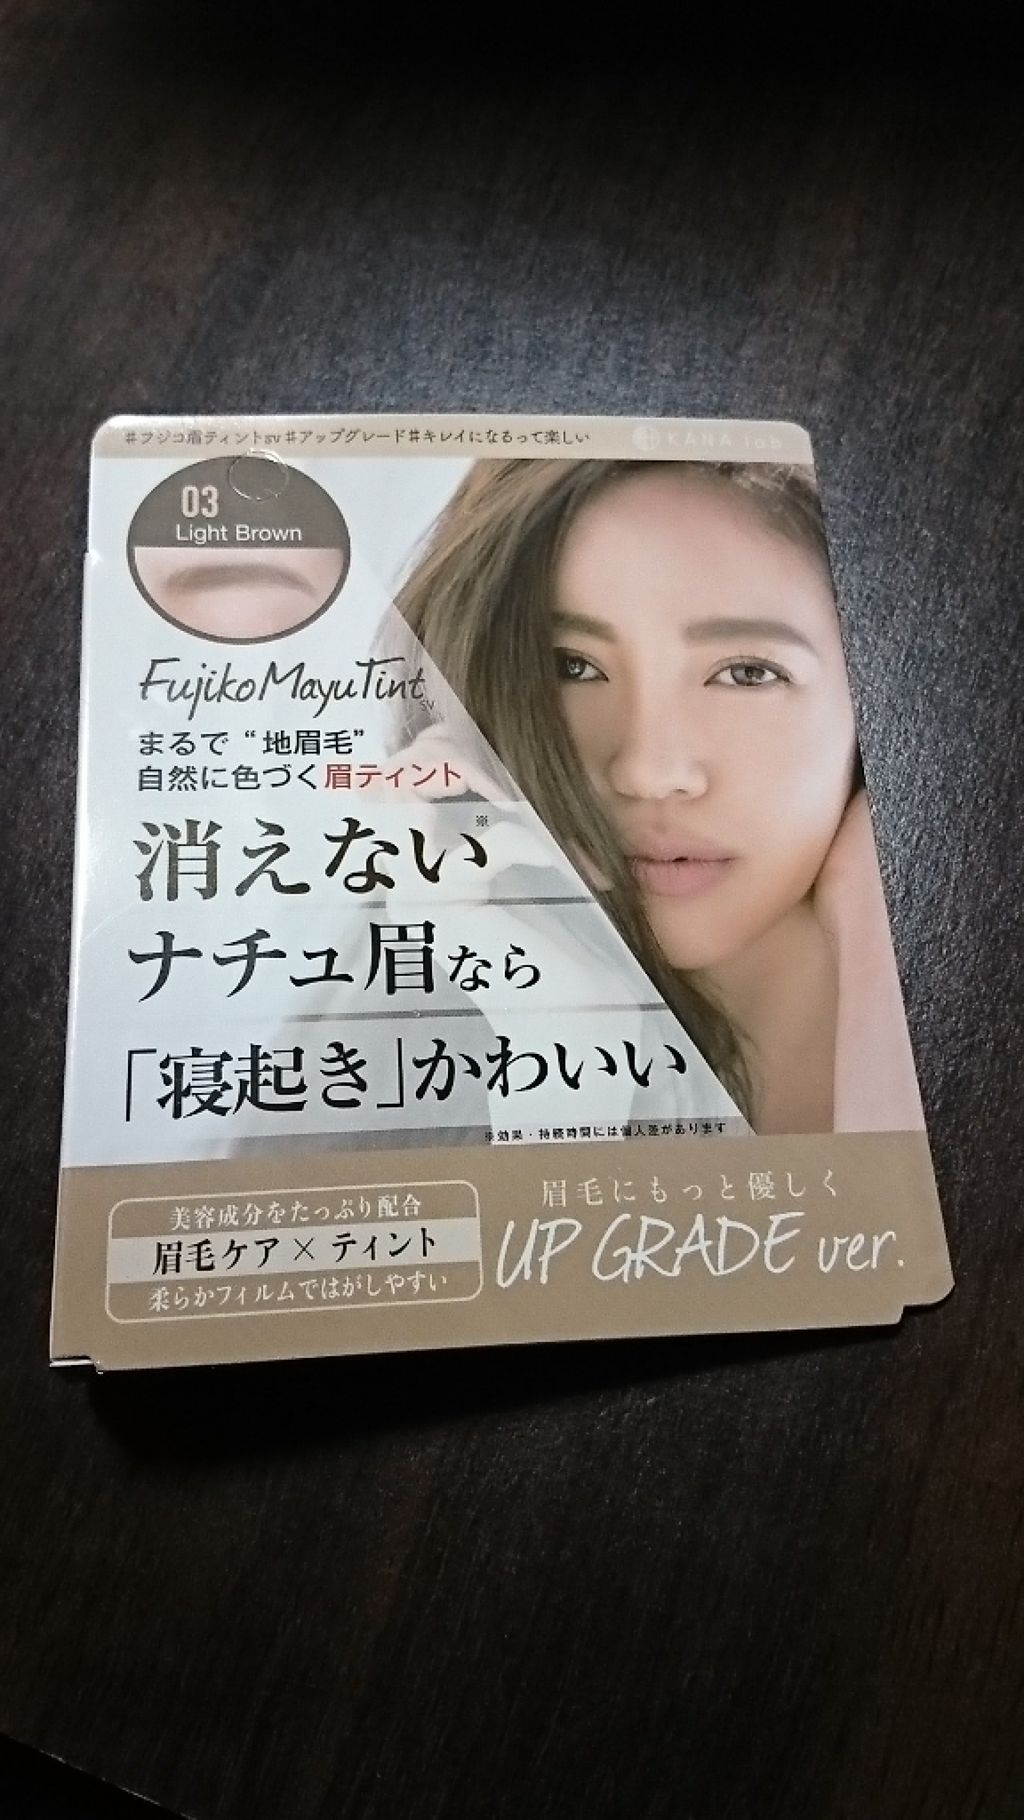 #フジコ眉ティントsv#アップグレード#キレイになるって楽しい
KANA lab
03
Light Brown
FujikoMayuTint
SV
まるで“地眉毛”
自然に色づく眉ティント
消えない※
ナチュ眉なら
「寝起き」かわいい
※効果・持続時間には個人差があります
美容成分をたっぷり配合
眉毛ケア×ティント
柔らかフィルムではがしやすい
眉毛にもっと優しく
UP GRADE ver.